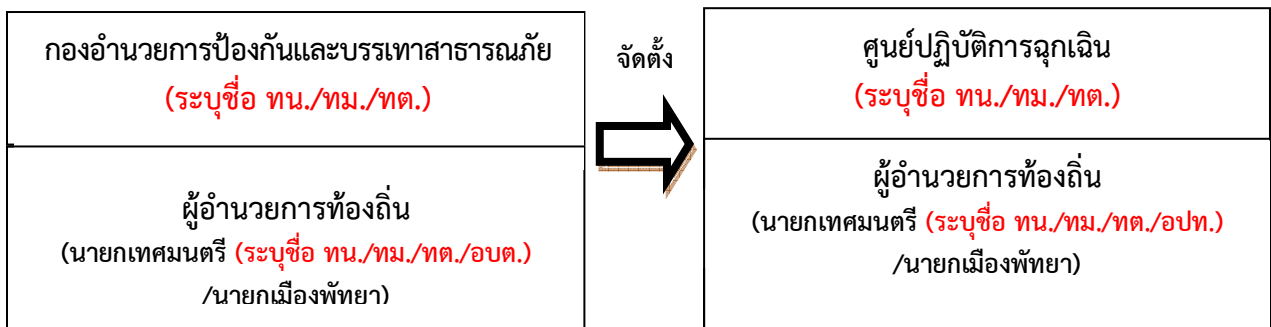 กองอำนวยการป้องกันและบรรเทาสาธารณภัย
(ระบุชื่อ ทน./ทม./ทต.)
ผู้อำนวยการท้องถิ่น
(นายกเทศมนตรี (ระบุชื่อ ทน./ทม./ทต./อบต.)
/นายกเมืองพัทยา)
จัดตั้ง
ศูนย์ปฏิบัติการฉุกเฉิน
(ระบุชื่อ ทน./ทม./ทต.)
ผู้อำนวยการท้องถิ่น
(นายกเทศมนตรี (ระบุชื่อ ทน./ทม./ทต./อปท.)
/นายกเมืองพัทยา)